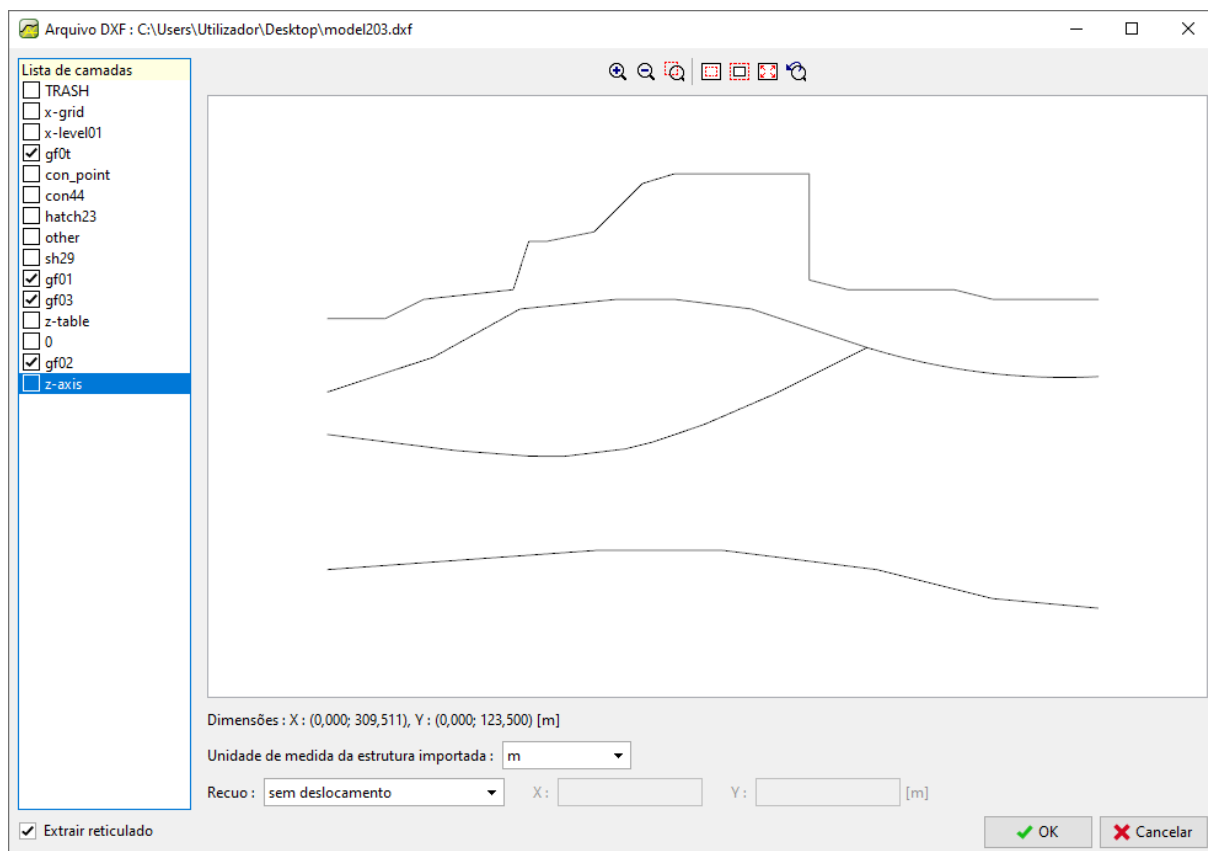 Arquivo DXF : C:\Users\Utilizador\Desktop\model203.dxf
Lista de camadas
TRASH
x-grid
x-level01
gf0t
con_point
con44
hatch23
other
sh29
gf01
gf03
z-table
0
gf02
z-axis
Dimensões : X : (0,000; 309,511), Y : (0,000; 123,500) [m]
Unidade de medida da estrutura importada : m
Recuo : sem deslocamento X : Y : [m]
Extrair reticulado OK Cancelar